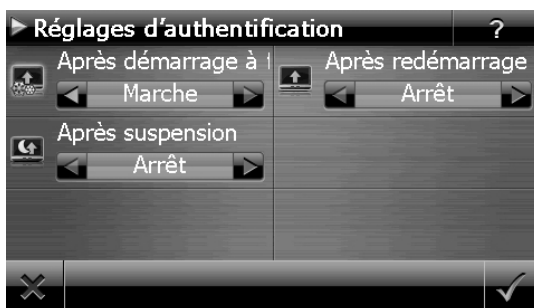 Réglages d'authentification ?
Après démarrage à
Marche
Après redémarrage
Arrêt
Après suspension
Arrêt